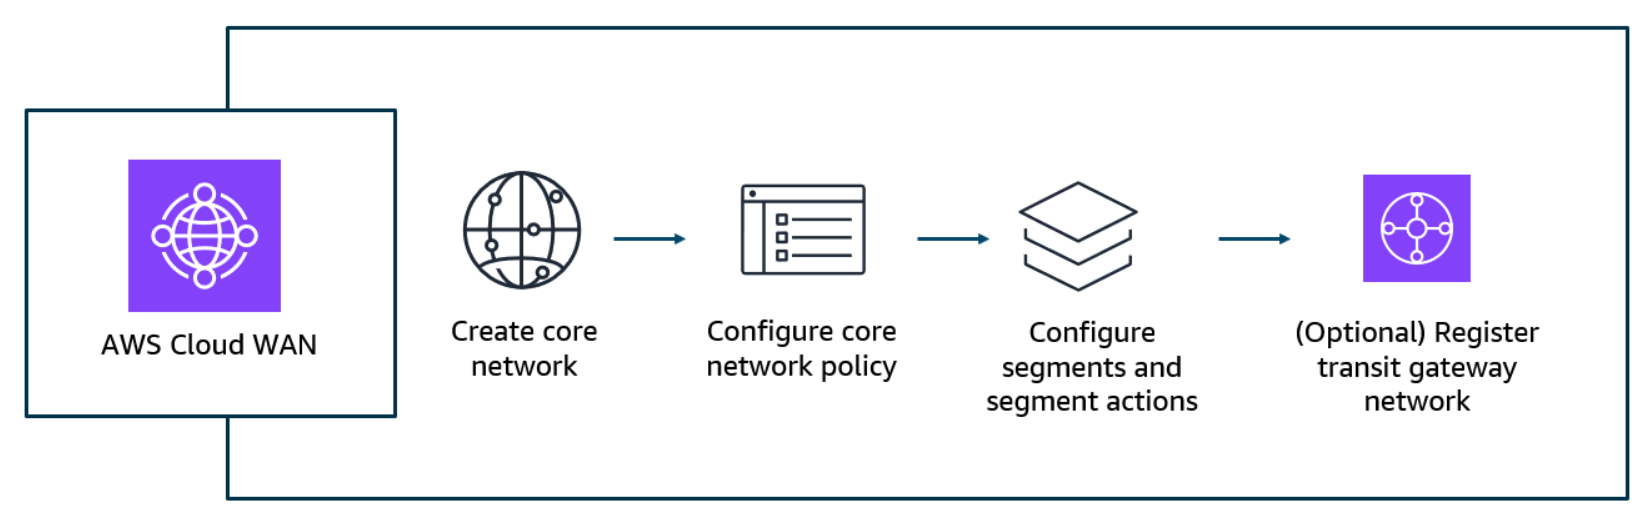 AWS Cloud WAN
Create core
network
Configure core
network policy
Configure
segments and
segment actions
(Optional) Register
transit gateway
network